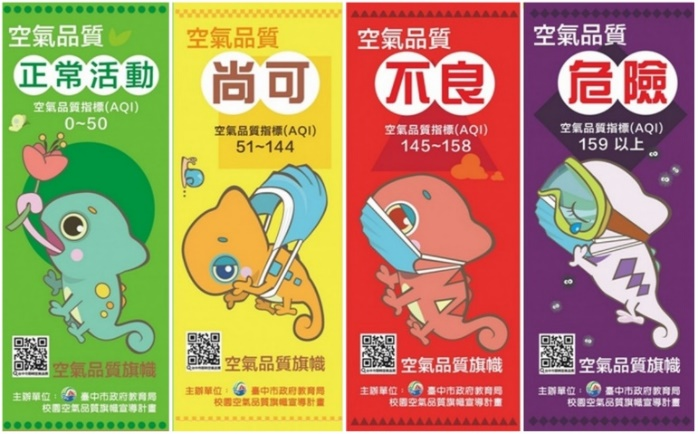 空氣品質
正常活動
空氣品質指標(AQI)
0~50
空氣品質旗幟
主辦單位：臺中市政府教育局
校園空氣品質旗幟宣導計畫
空氣品質
尚可
空氣品質指標(AQI)
51~144
空氣品質旗幟
主辦單位：臺中市政府教育局
校園空氣品質旗幟宣導計畫
空氣品質
不良
空氣品質指標(AQI)
145~158
空氣品質旗幟
主辦單位：臺中市政府教育局
校園空氣品質旗幟宣導計畫
空氣品質
危險
空氣品質指標(AQI)
159 以上
空氣品質旗幟
主辦單位：臺中市政府教育局
校園空氣品質旗幟宣導計畫